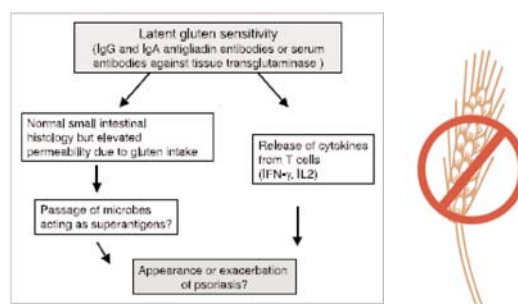 Latent gluten sensitivity
(IgG and IgA antigliadin antibodies or serum
antibodies against tissue transglutaminase )
Normal small intestinal
histology but elevated
permeability due to gluten intake
Release of cytokines
from T cells
(IFN-γ, IL2)
Passage of microbes
acting as superantigens?
Appearance or exacerbation
of psoriasis?